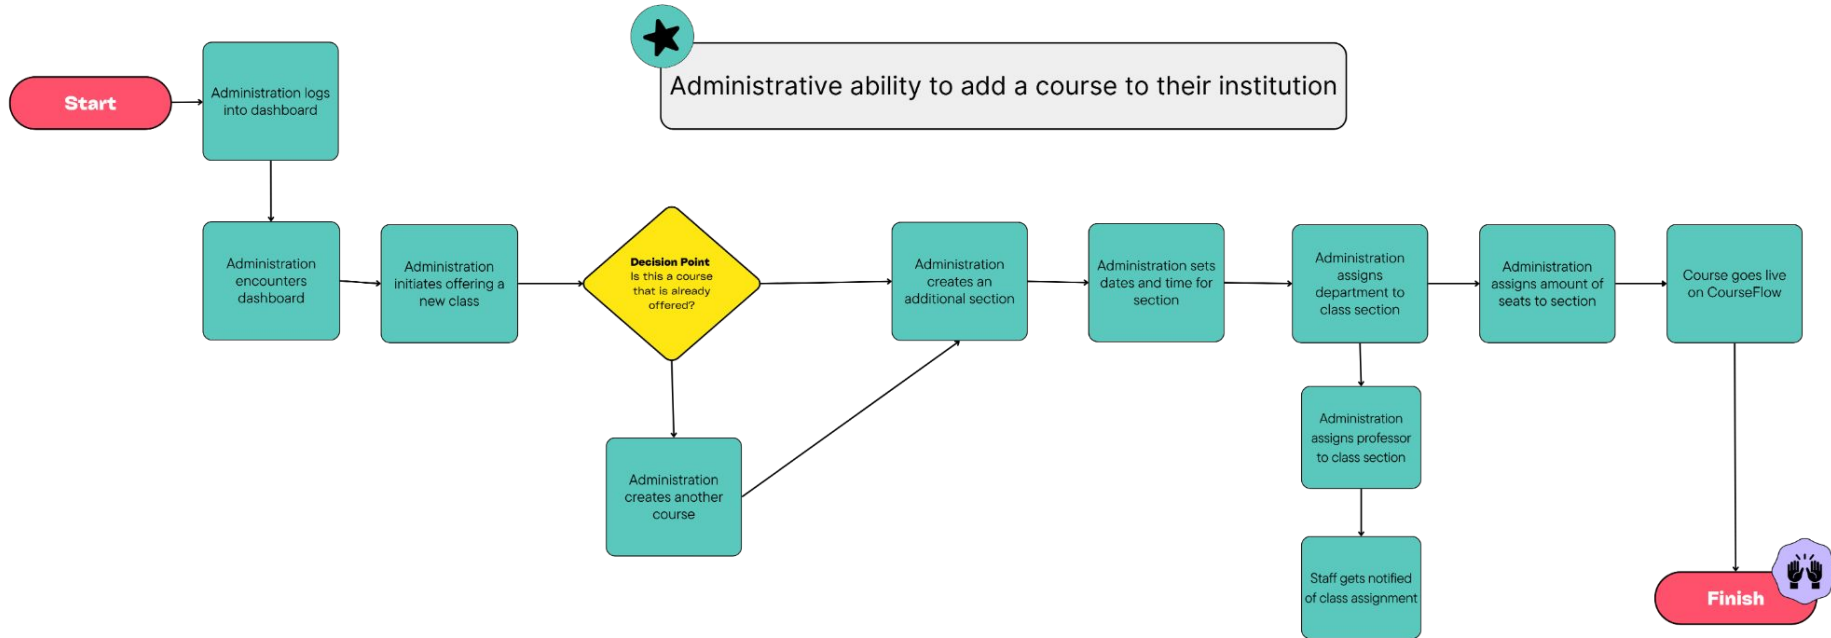 Administrative ability to add a course to their institution
Start
Administration logs
into dashboard
Administration
encounters
dashboard
Administration
initiates offering a
new class
Decision Point
Is this a course
that is already
offered?
Administration
creates another
course
Administration
creates an
additional section
Administration sets
dates and time for
section
Administration
assigns
department to
class section
Administration
assigns professor
to class section
Staff gets notified
of class assignment
Administration
assigns amount of
seats to section
Course goes live
on CourseFlow
Finish